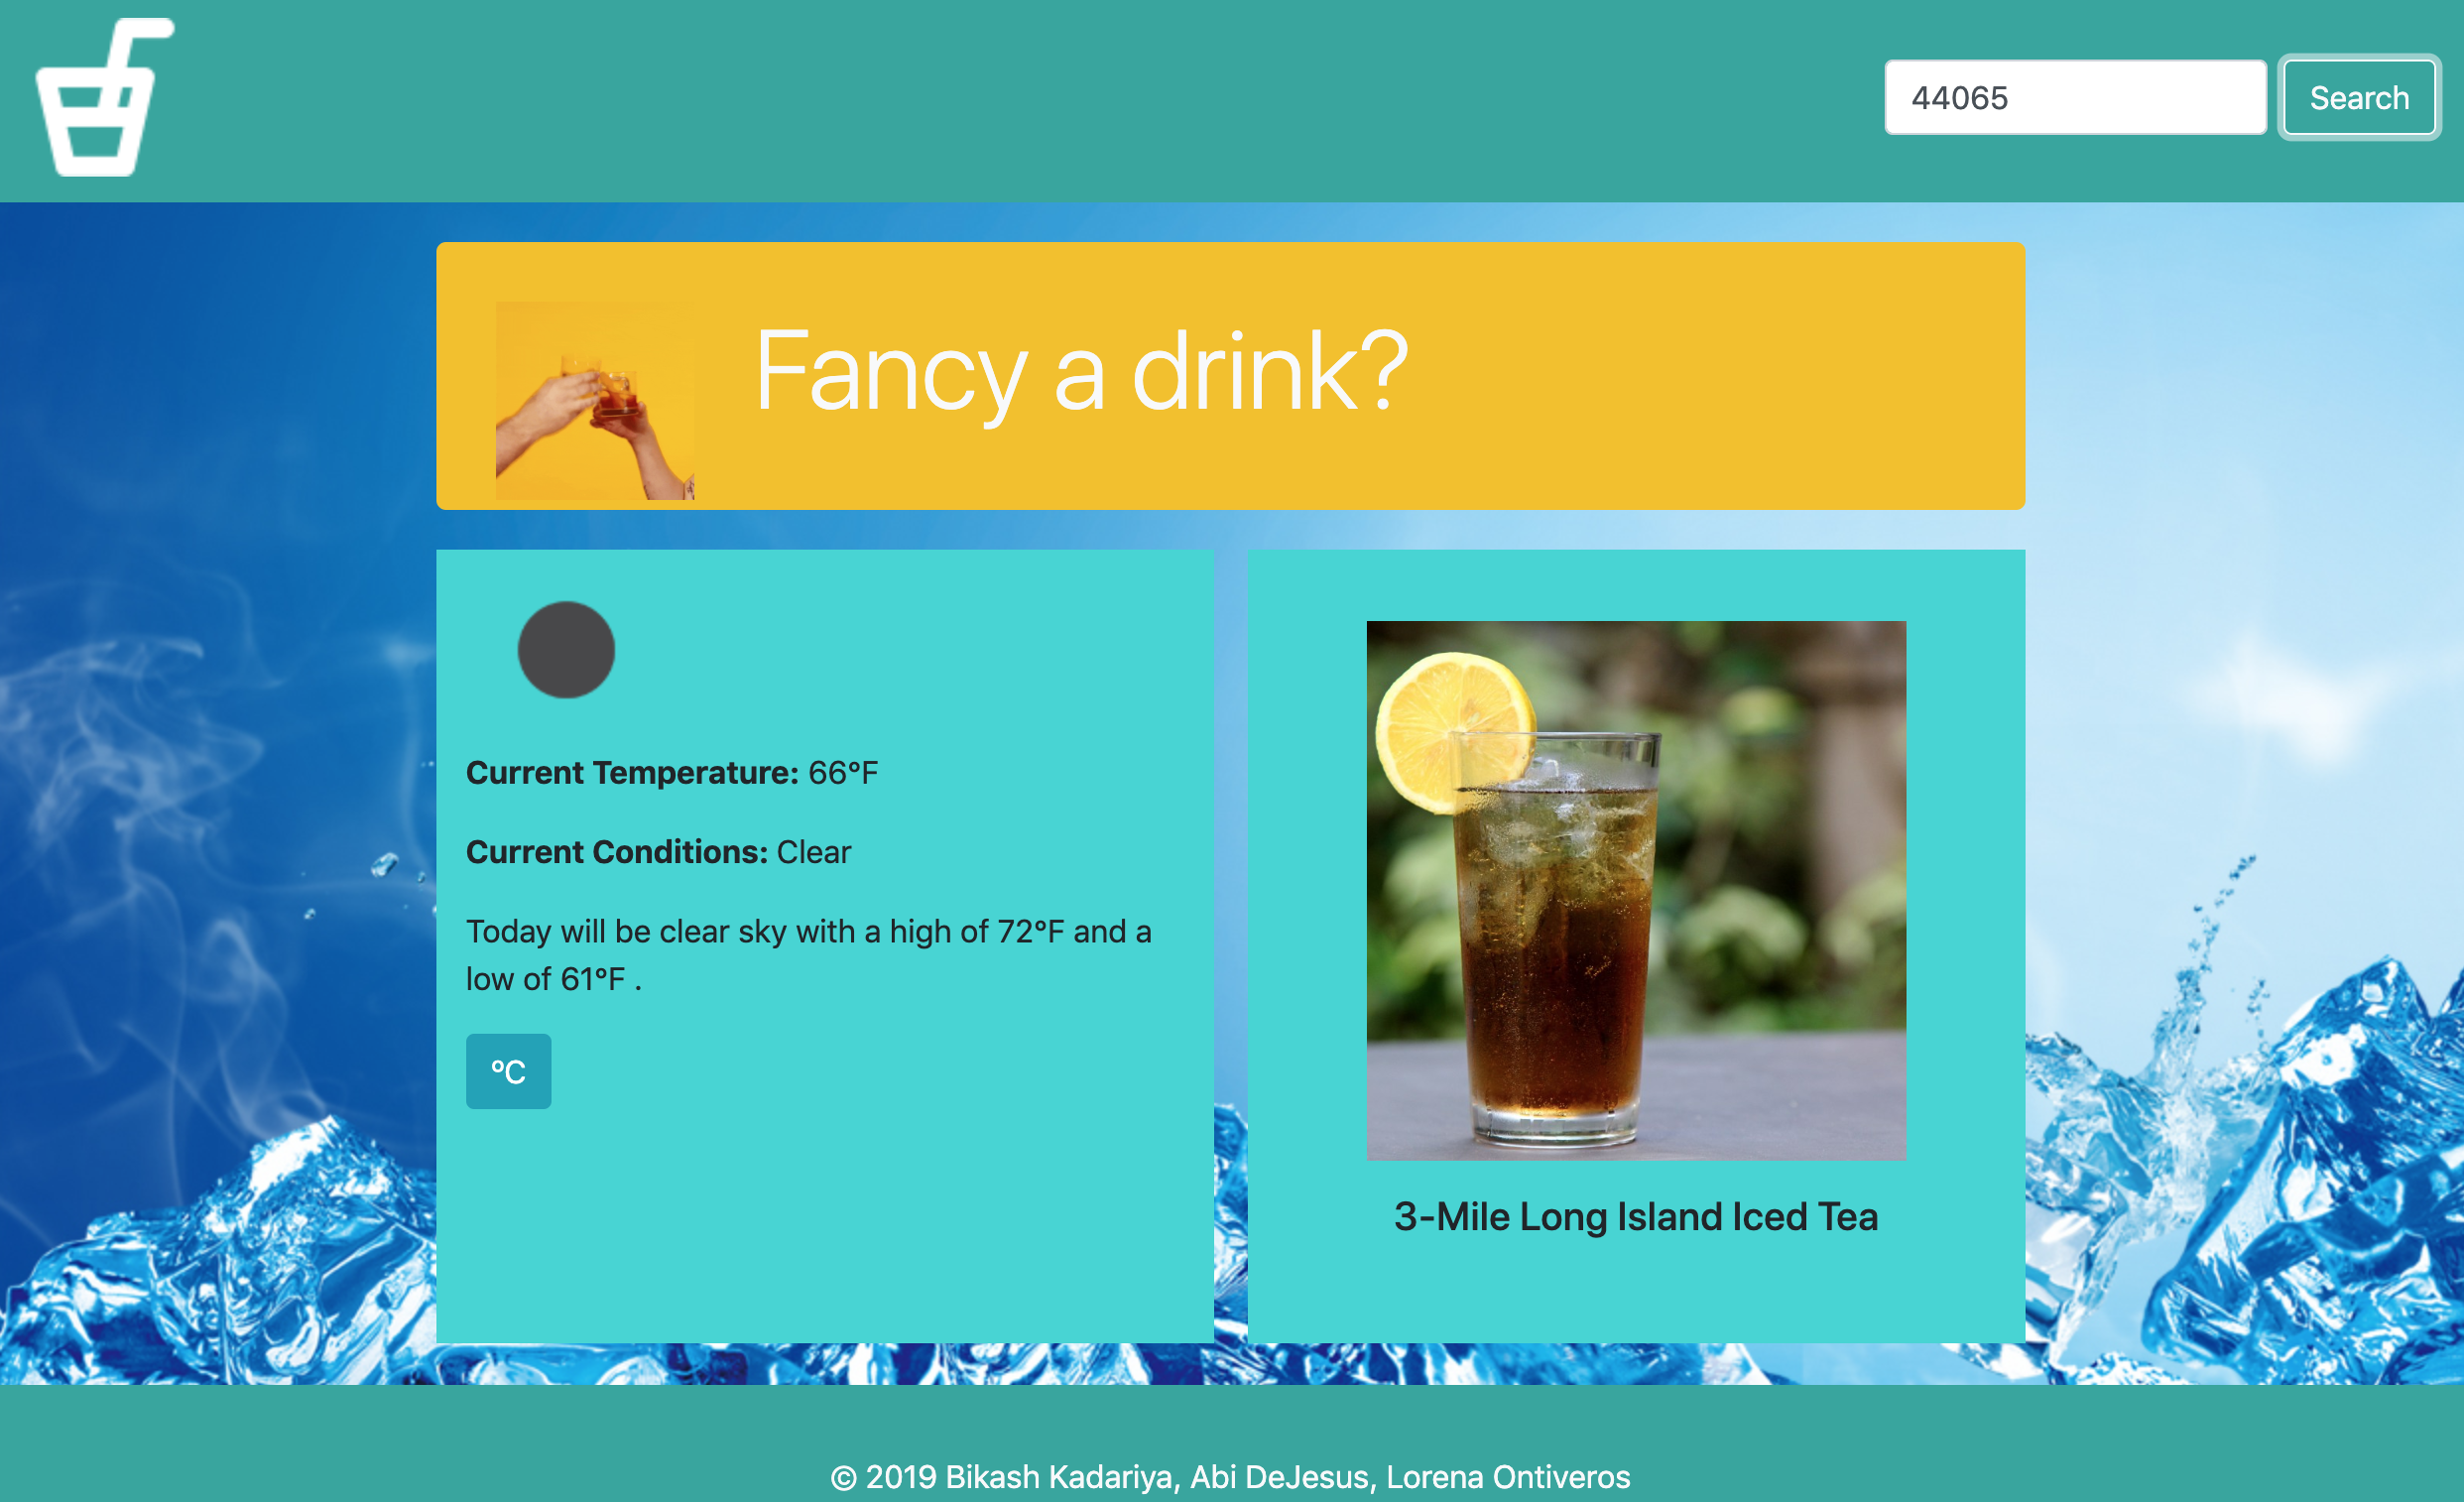 44065
Search
Fancy a drink?
Current Temperature: 66°F
Current Conditions: Clear
Today will be clear sky with a high of 72°F and a
low of 61°F .
°C
3-Mile Long Island Iced Tea
© 2019 Bikash Kadariya, Abi DeJesus, Lorena Ontiveros